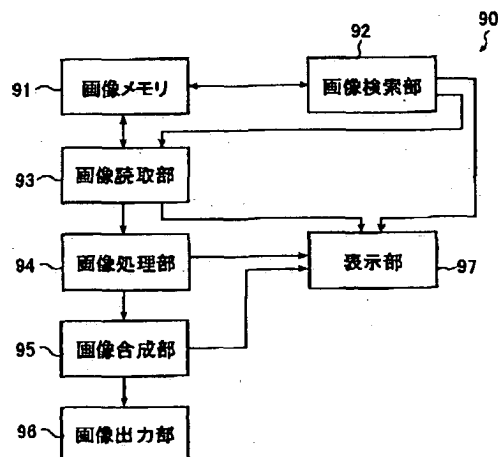 90
92
91
画像メモリ
画像検索部
93
画像読取部
94
画像処理部
表示部
97
95
画像合成部
96
画像出力部